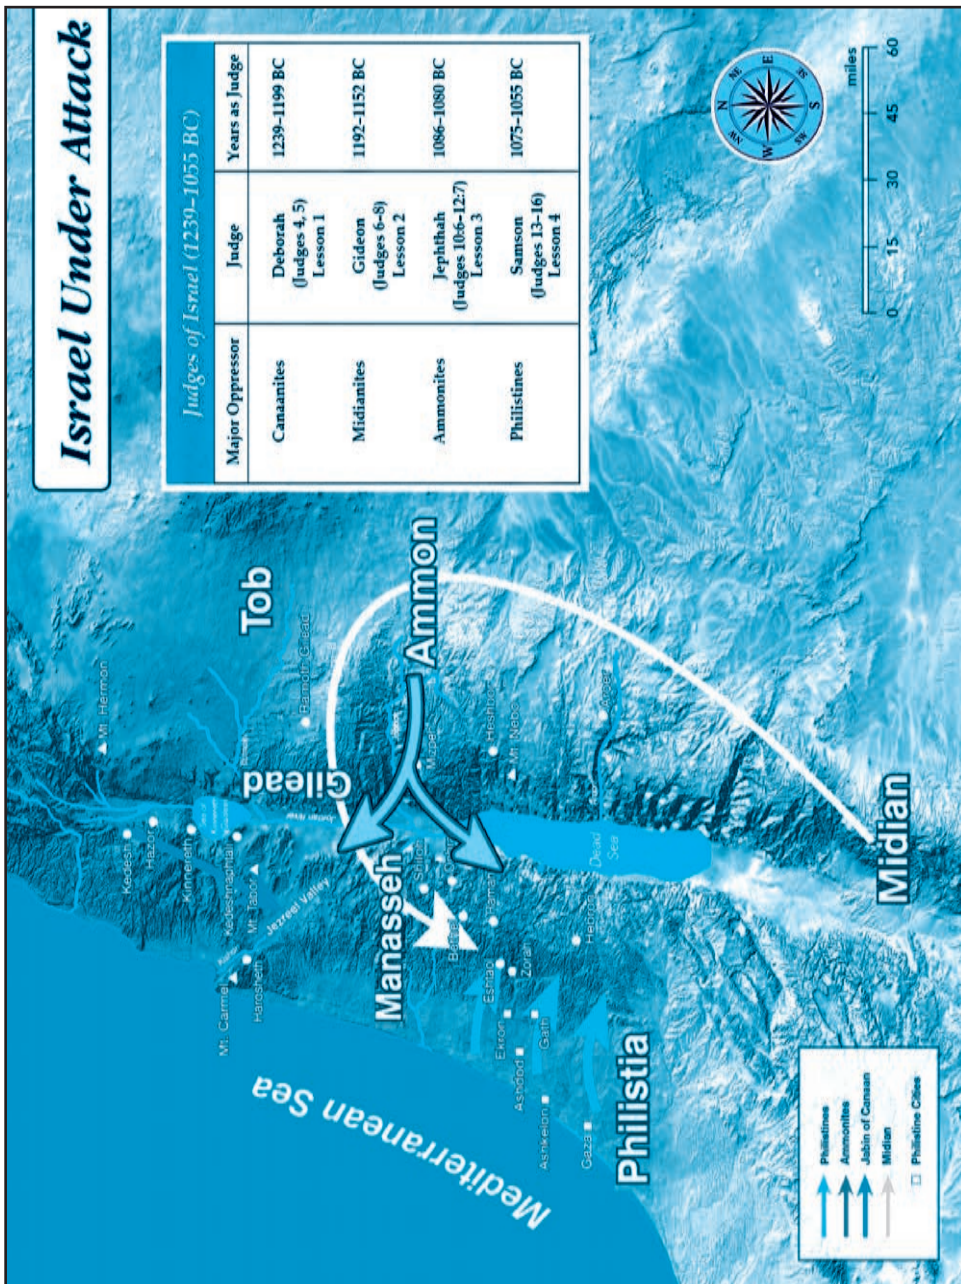 Israel Under Attack
Judges of Israel (1239–1055 BC)
Major Oppressor Judge Years as Judge
Canaanites Deborah 1239–1199 BC
(Judges 4, 5)
Lesson 1
Midianites Gideon 1192–1152 BC
(Judges 6–8)
Lesson 2
Ammonites Jephthah 1086–1080 BC
(Judges 10:6–12:7)
Lesson 3
Philistines Samson 1075–1055 BC
(Judges 13–16)
Lesson 4
N
NE
E
SE
S
SW
W
NW
0 15 30 45 60
miles
Mt. Hermon
Tob
Ramoth Gilead
Gilead
Ammon
Kedesh
Hazor
Kinnereth
Kedeshnaphtali
Mt. Tabor
Jezreel Valley
Mt. Carmel
Harosheth
Jordan River
Manasseh
Shiloh
Heshbon
Mt. Nebo
Aroer
Dead
Sea
Hebron
Eshtaol
Zorah
Ekron
Gath
Ashdod
Ashkelon
Gaza
Philistia
Midian
Mediterranean Sea
Philistines
Ammonites
Jabin of Canaan
Midian
Philistine Cities